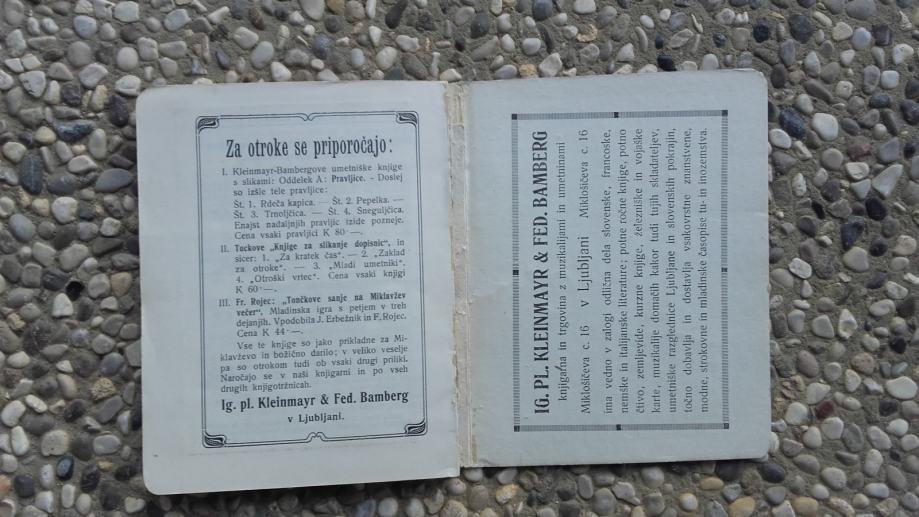 Za otroke se priporočajo:
I. Kleinmayr-Bambergove umetniške knjige
s slikami: Oddelek A: Pravljice. - Doslej
so izšle tele pravljice:
Št. 1. Rdeča kapica. — Št. 2. Pepelka. —
Št. 3. Trnoljčica. — Št. 4. Sneguljčica.
Enajst nadaljnjih pravljic izide pozneje.
Cena vsaki pravljici K 80·—.
II. Tuckove „Knjige za slikanje dopisnic", in
sicer: 1. „Za kratek čas". — 2. „Zaklad
za otroke". — 3. „Mladi umetniki".
4. „Otroški vrtec". Cena vsaki knjigi
K 60·—.
III. Fr. Rojec: „Tončkove sanje na Miklavžev
večer". Mladinska igra s petjem v treh
dejanjih. Vpodobila J. Erbežnik in F. Rojec.
Cena K 44·—.
Vse te knjige so jako prikladne za Mi-
klavževo in božično darilo; v veliko veselje
pa so otrokom tudi ob vsaki drugi priliki.
Naročajo se v naši knjigarni in po vseh
drugih knjigotržnicah.
Ig. pl. Kleinmayr & Fed. Bamberg
v Ljubljani.
IG. PL. KLEINMAYR & FED. BAMBERG
knjigarna in trgovina z muzikalijami in umetninami
Miklošičeva c. 16 v Ljubljani Miklošičeva c. 16
ima vedno v zalogi odlična dela slovenske, francoske,
nemške in italijanske literature; potne ročne knjige, potno
čtivo, zemljevide, kurzne knjige, železniške in vojaške
karte, muzikalije domačih kakor tudi tujih skladateljev,
umetniške razglednice Ljubljane in slovenskih pokrajin,
točno dobavlja in dostavlja vsakovrstne znanstvene,
modne, strokovne in mladinske časopise tu- in inozemstva.